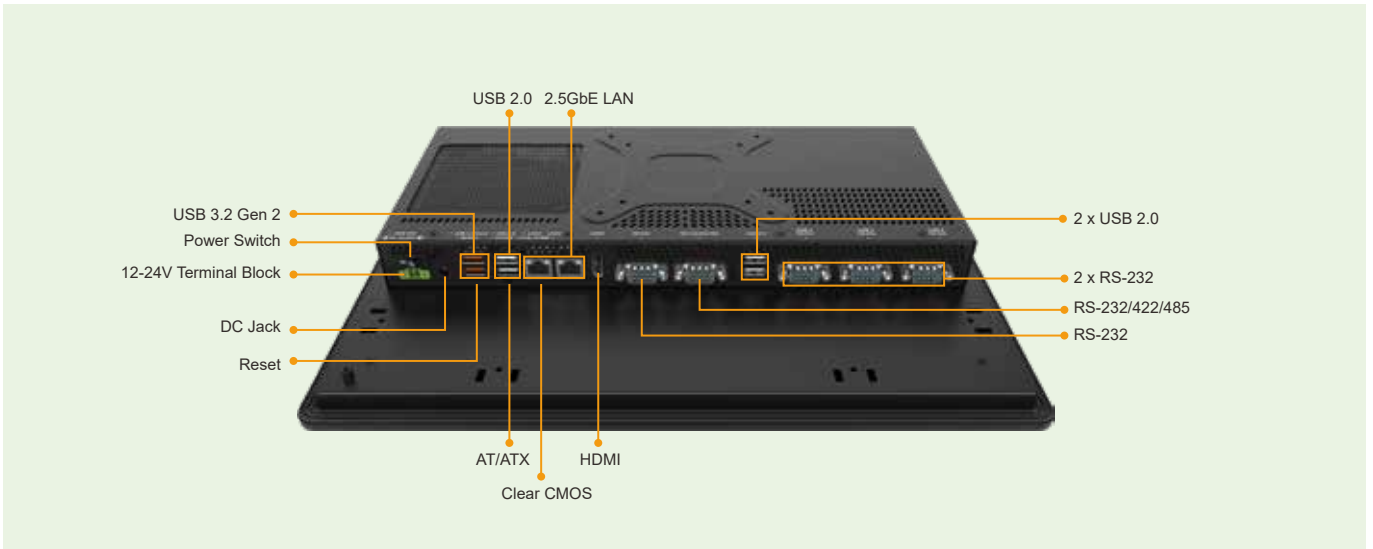 USB 2.0 2.5GbE LAN
USB 3.2 Gen 2
2 x USB 2.0
Power Switch
12-24V Terminal Block
2 x RS-232
RS-232/422/485
DC Jack
RS-232
Reset
AT/ATX
HDMI
Clear CMOS